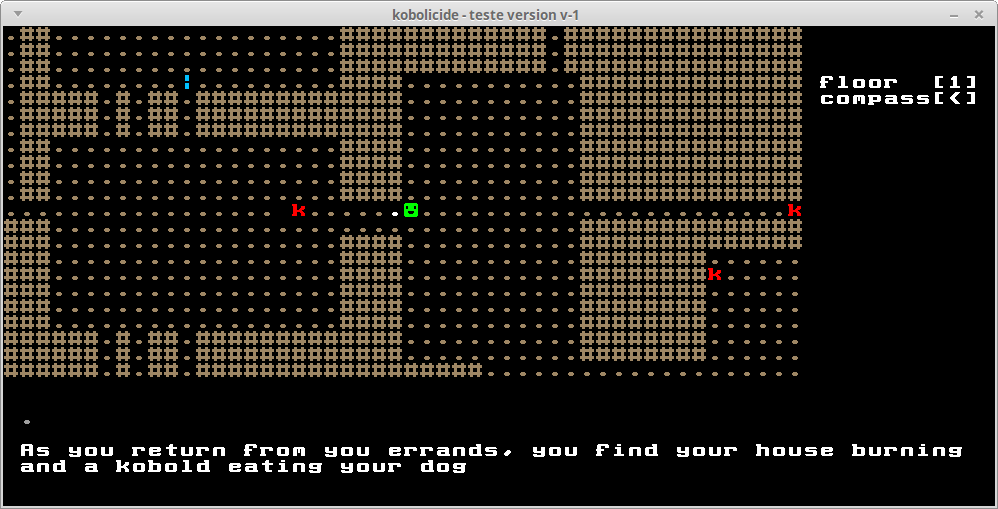 kobolicide - teste version v-1
floor [1]
compass[<]
k
k
k
As you return from you errands, you find your house burning
and a kobold eating your dog